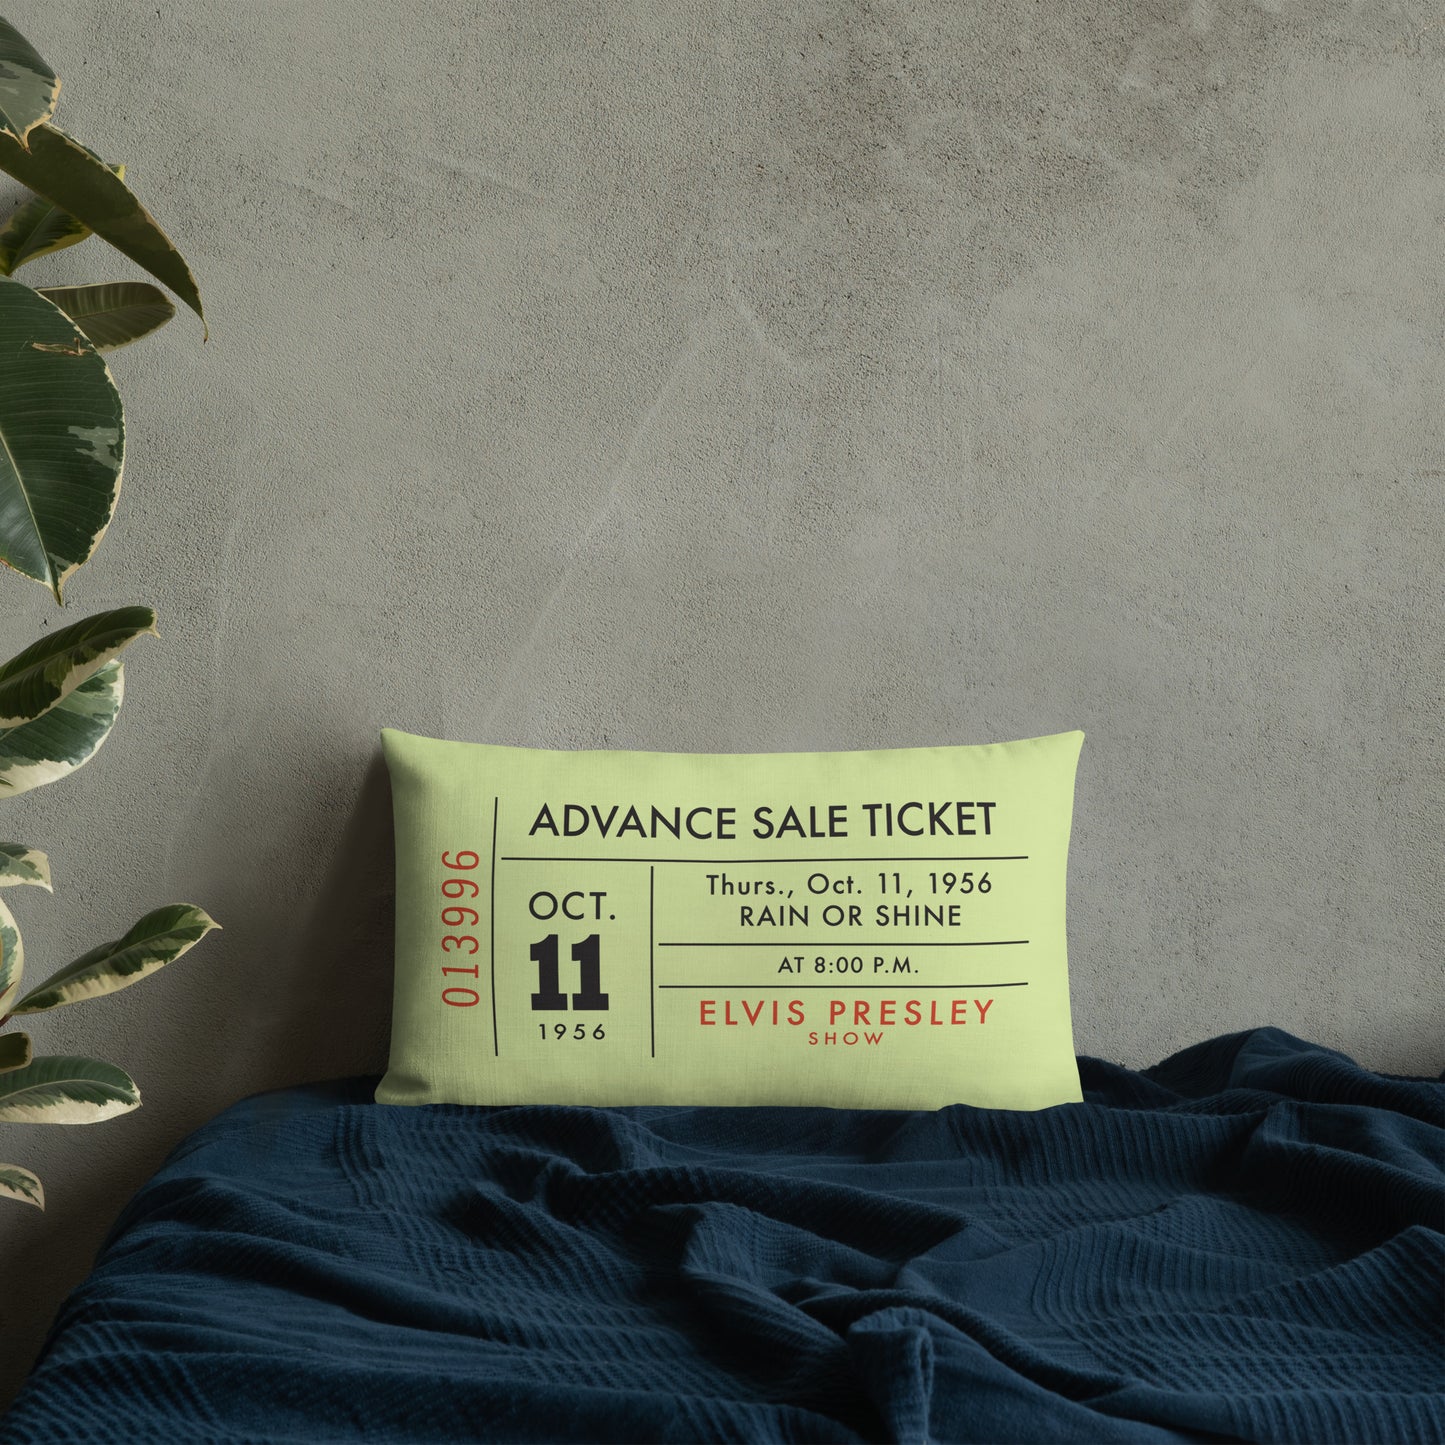 013996
ADVANCE SALE TICKET
OCT.
11
1956
Thurs., Oct. 11, 1956
RAIN OR SHINE
AT 8:00 P.M.
ELVIS PRESLEY
SHOW